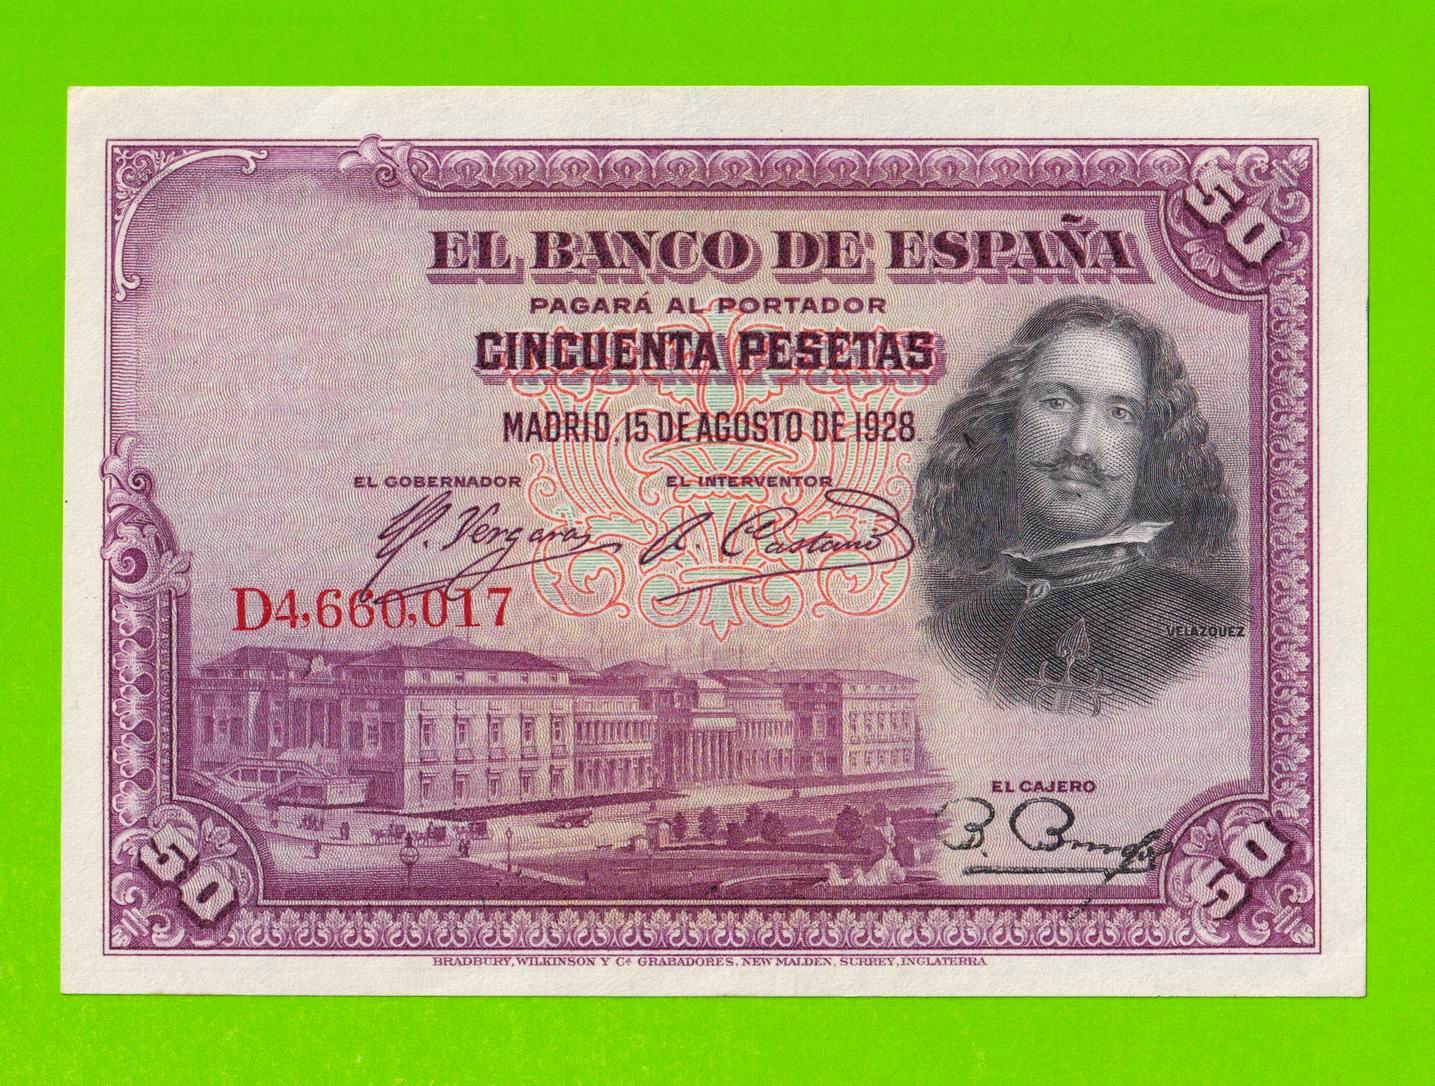 50
EL BANCO DE ESPAÑA
PAGARÁ AL PORTADOR
CINCUENTA PESETAS
MADRID, 15 DE AGOSTO DE 1928.
EL GOBERNADOR EL INTERVENTOR
D4,660,017
VELAZQUEZ
EL CAJERO
50
50
BRADBURY, WILKINSON Y Cª GRABADORES, NEW MALDEN, SURREY, INGLATERRA